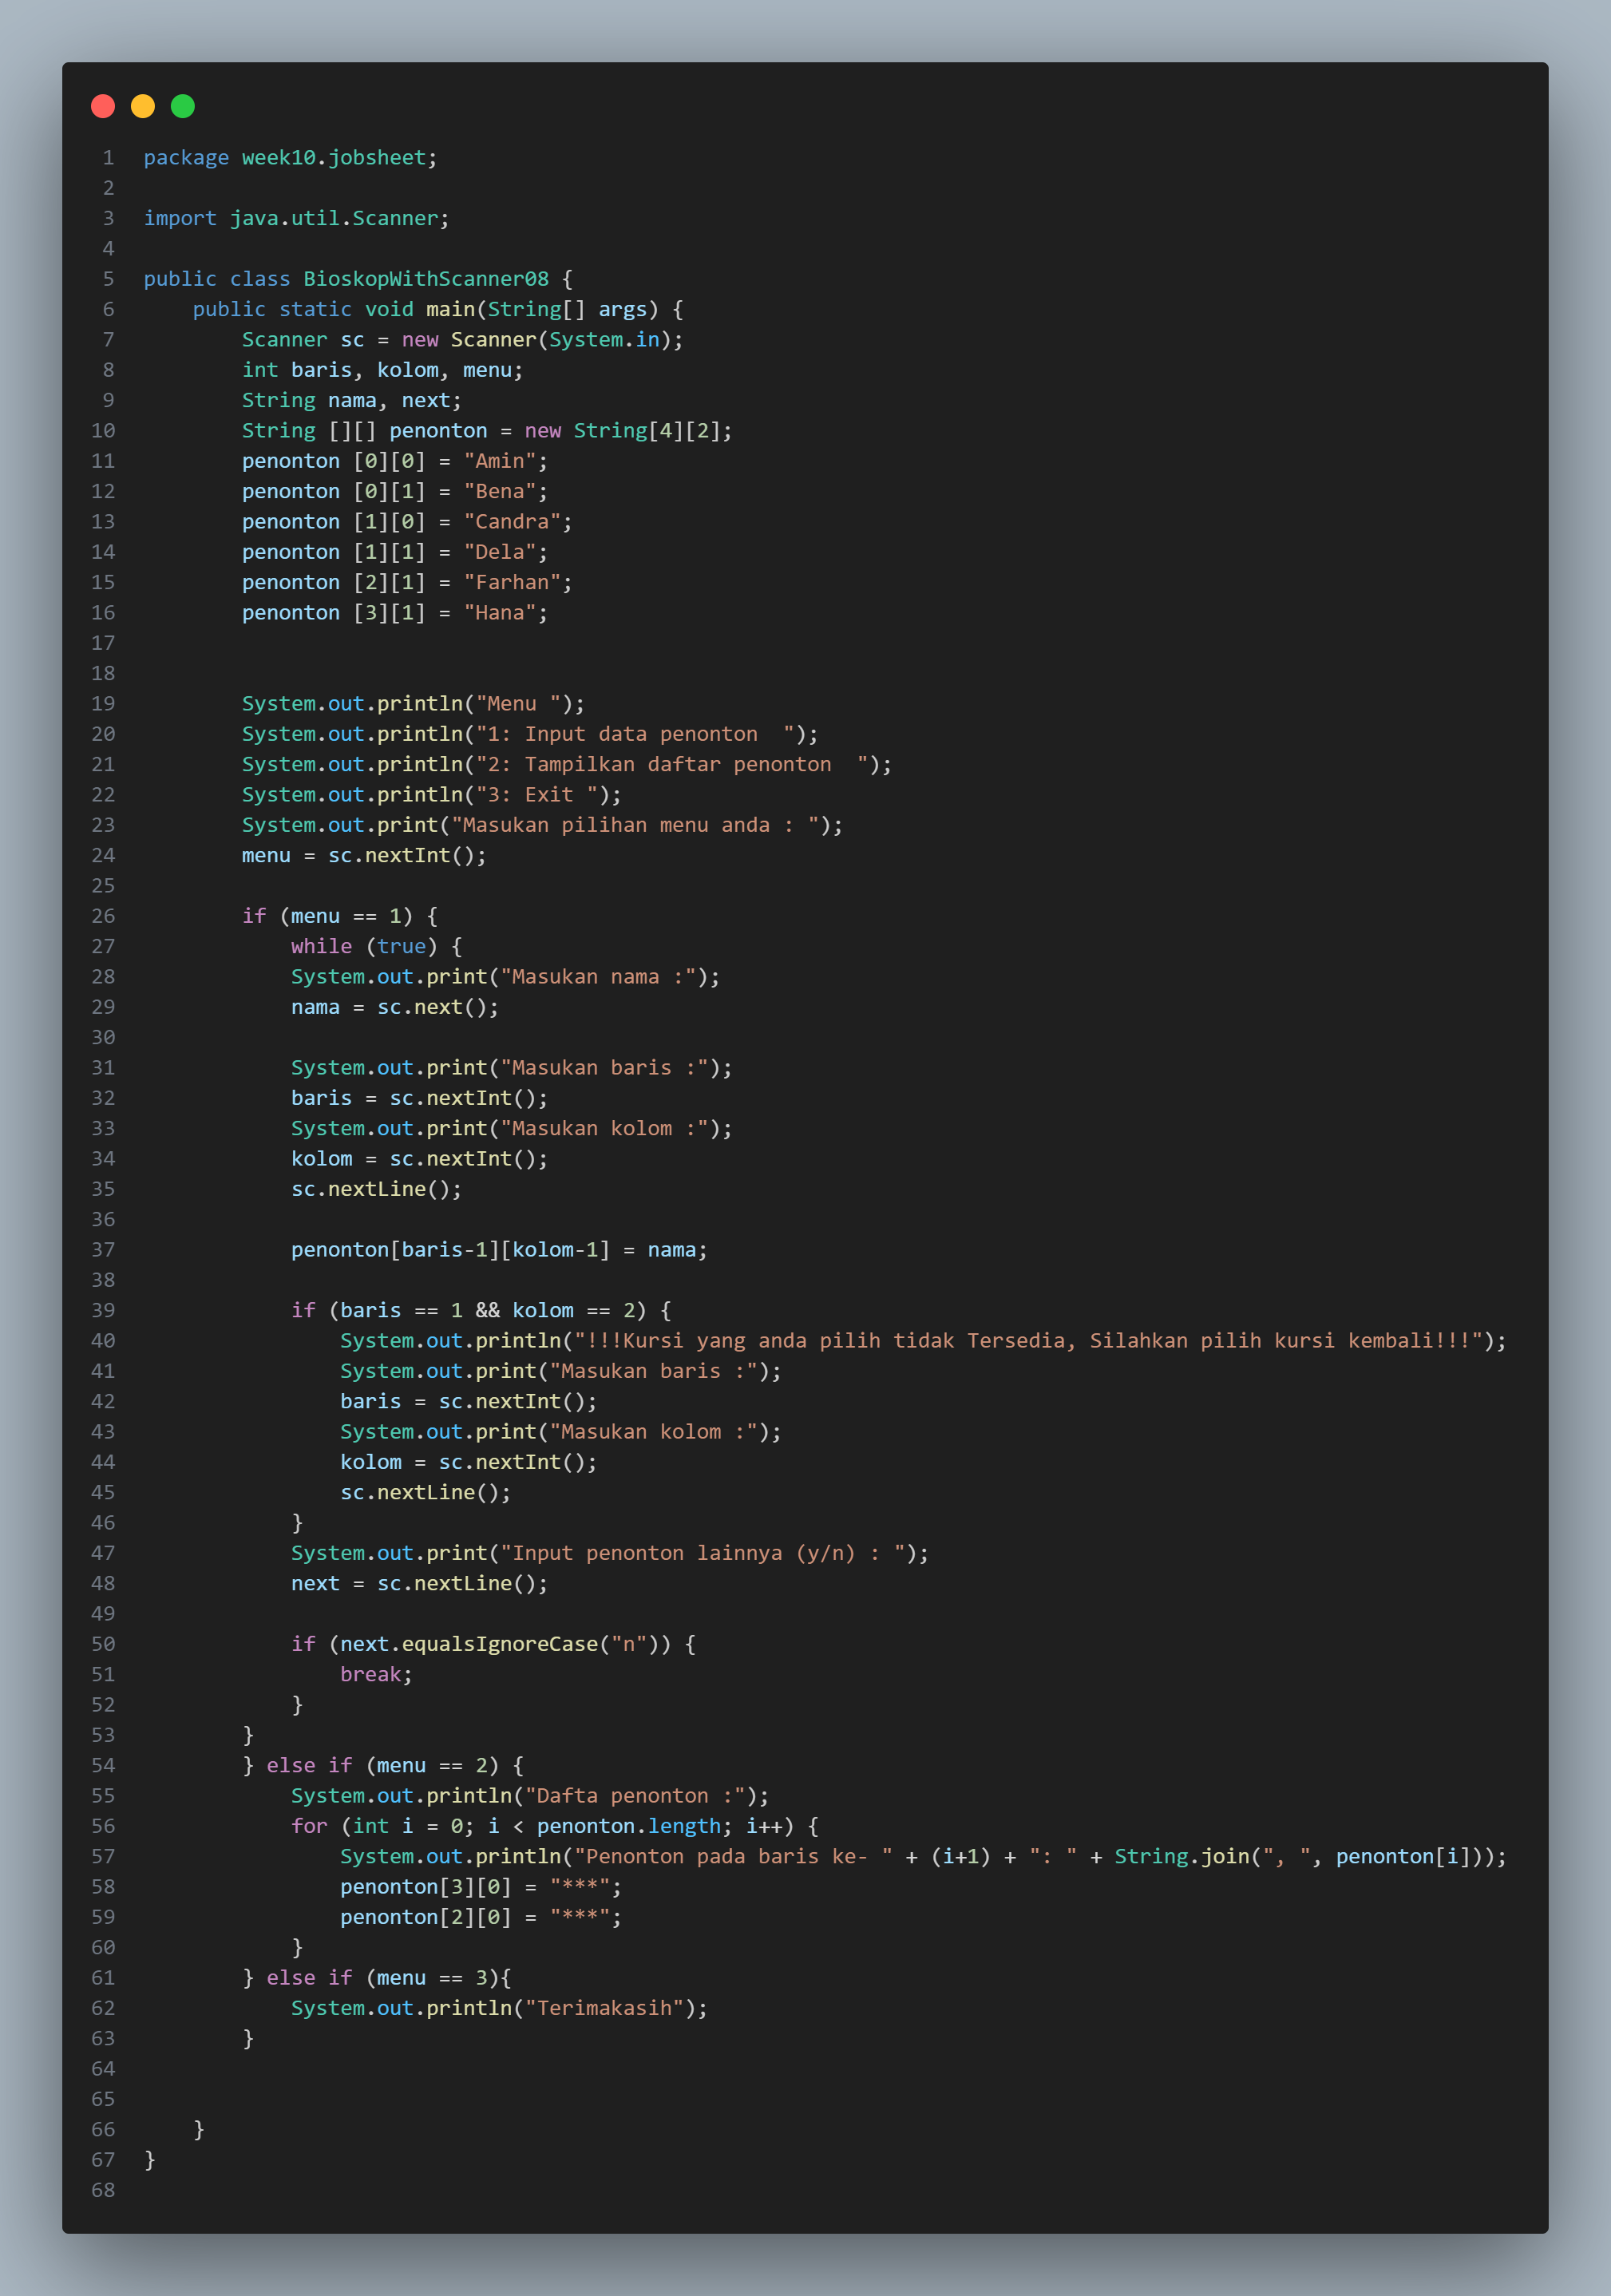 1 package week10.jobsheet;
2
3 import java.util.Scanner;
4
5 public class BioskopWithScanner08 {
6     public static void main(String[] args) {
7         Scanner sc = new Scanner(System.in);
8         int baris, kolom, menu;
9         String nama, next;
10         String [][] penonton = new String[4][2];
11         penonton [0][0] = "Amin";
12         penonton [0][1] = "Bena";
13         penonton [1][0] = "Candra";
14         penonton [1][1] = "Dela";
15         penonton [2][1] = "Farhan";
16         penonton [3][1] = "Hana";
17
18
19         System.out.println("Menu ");
20         System.out.println("1: Input data penonton  ");
21         System.out.println("2: Tampilkan daftar penonton  ");
22         System.out.println("3: Exit ");
23         System.out.print("Masukan pilihan menu anda : ");
24         menu = sc.nextInt();
25
26         if (menu == 1) {
27             while (true) {
28             System.out.print("Masukan nama :");
29             nama = sc.next();
30
31             System.out.print("Masukan baris :");
32             baris = sc.nextInt();
33             System.out.print("Masukan kolom :");
34             kolom = sc.nextInt();
35             sc.nextLine();
36
37             penonton[baris-1][kolom-1] = nama;
38
39             if (baris == 1 && kolom == 2) {
40                 System.out.println("!!!Kursi yang anda pilih tidak Tersedia, Silahkan pilih kursi kembali!!!");
41                 System.out.print("Masukan baris :");
42                 baris = sc.nextInt();
43                 System.out.print("Masukan kolom :");
44                 kolom = sc.nextInt();
45                 sc.nextLine();
46             }
47             System.out.print("Input penonton lainnya (y/n) : ");
48             next = sc.nextLine();
49
50             if (next.equalsIgnoreCase("n")) {
51                 break;
52             }
53         }
54         } else if (menu == 2) {
55             System.out.println("Dafta penonton :");
56             for (int i = 0; i < penonton.length; i++) {
57                 System.out.println("Penonton pada baris ke- " + (i+1) + ": " + String.join(", ", penonton[i]));
58                 penonton[3][0] = "***";
59                 penonton[2][0] = "***";
60             }
61         } else if (menu == 3){
62             System.out.println("Terimakasih");
63         }
64
65
66     }
67 }
68